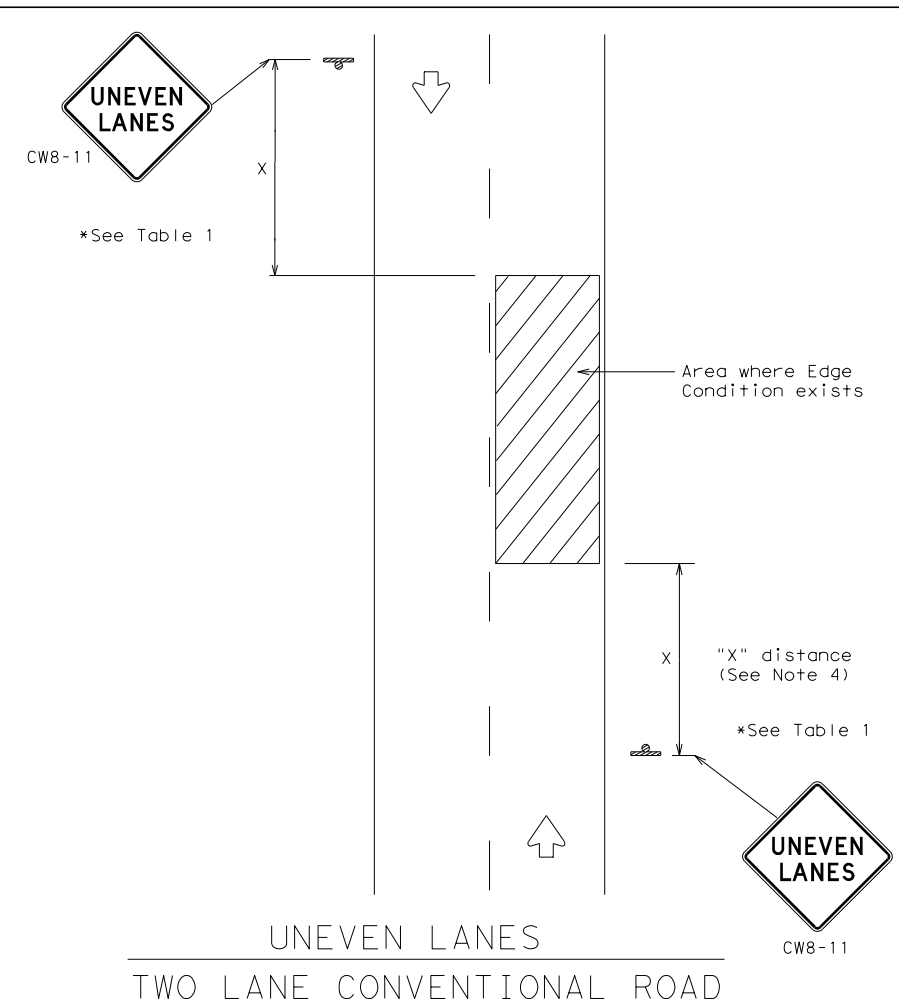 UNEVEN
LANES
CW8-11
X
*See Table 1
Area where Edge
Condition exists
X
"X" distance
(See Note 4)
*See Table 1
UNEVEN
LANES
CW8-11
UNEVEN LANES
TWO LANE CONVENTIONAL ROAD